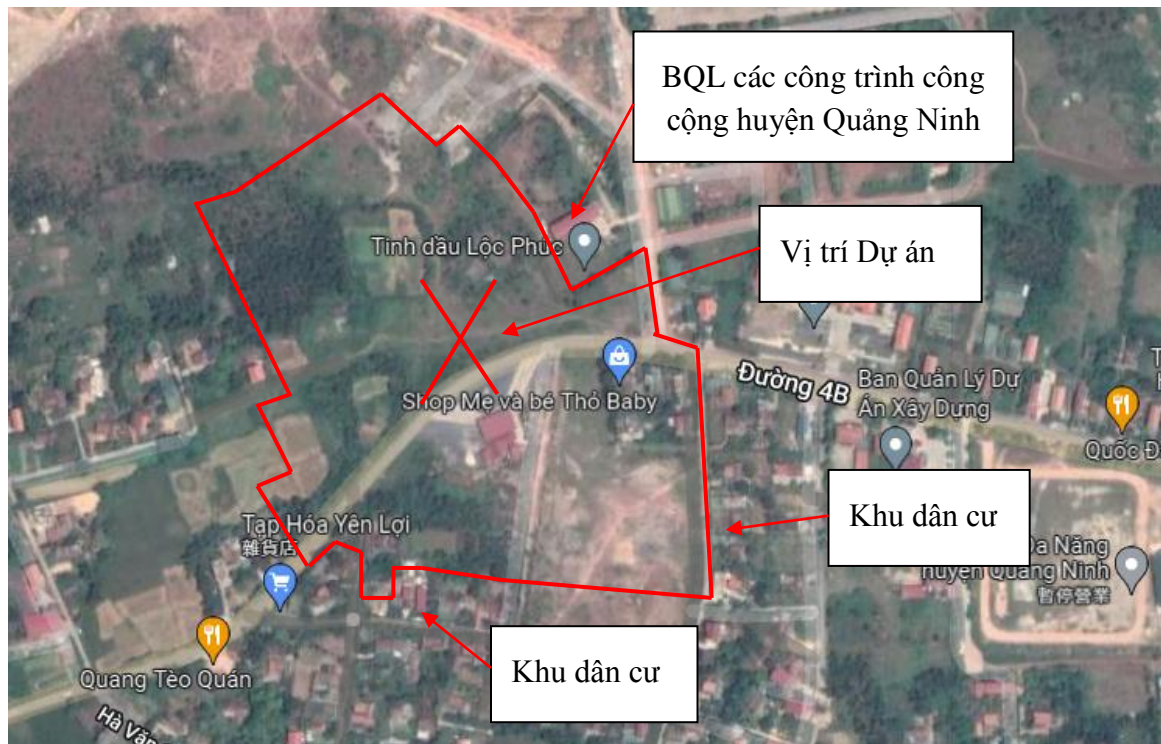 BQL các công trình công
cộng huyện Quảng Ninh
Tinh dầu Lộc Phúc
Vị trí Dự án
Shop Mẹ và bé Thỏ Baby
Đường 4B
Ban Quản Lý Dự
Án Xây Dựng
Quốc
Khu dân cư
Tạp Hóa Yên Lợi
雜貨店
Năng
huyện Quảng Ninh
暫停營業
Khu dân cư
Quang Tèo Quán
Hà Văn